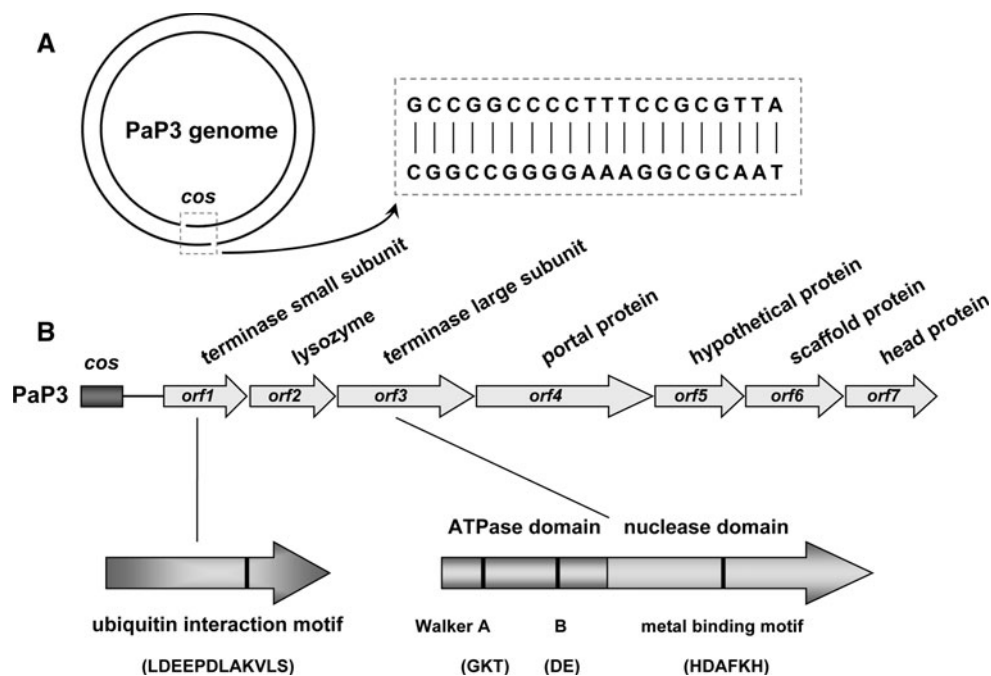 A
PaP3 genome
cos
G C C G G C C C C T T T C C G C G T T A
C G G C C G G G G A A A G G C G C A A T
B
terminase small subunit
lysozyme
terminase large subunit
portal protein
hypothetical protein
scaffold protein
head protein
cos
PaP3
orf1
orf2
orf3
orf4
orf5
orf6
orf7
ATPase domain
nuclease domain
ubiquitin interaction motif
Walker A
B
metal binding motif
(LDEEPDLAKVLS)
(GKT)
(DE)
(HDAFKH)